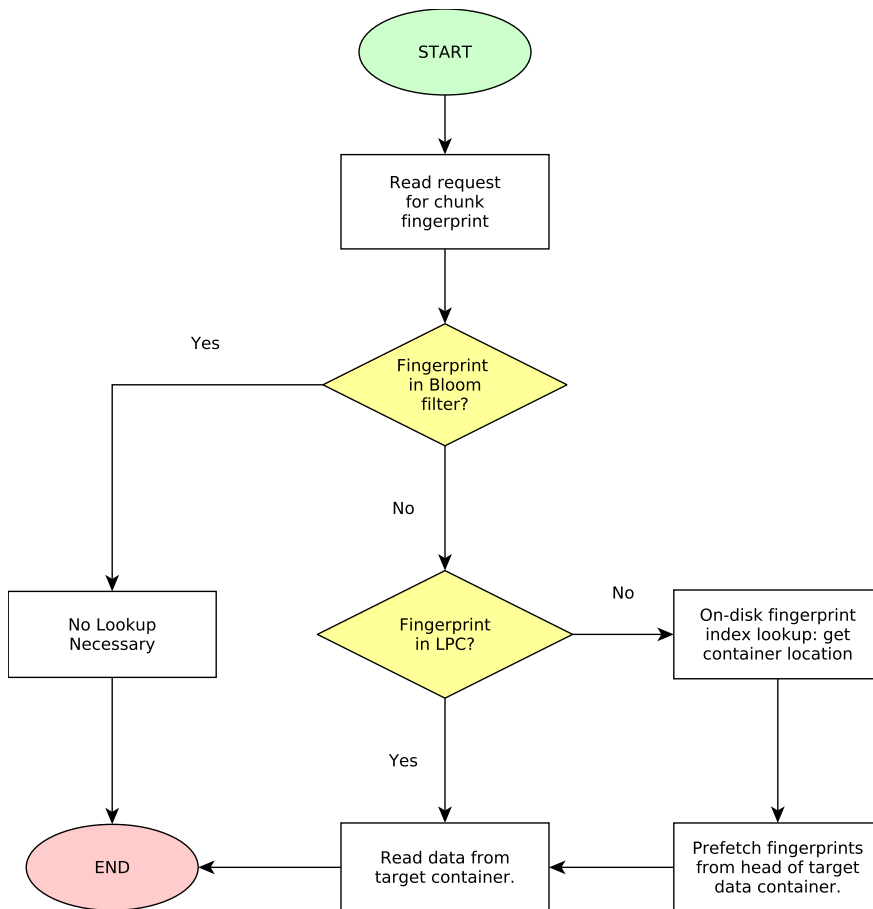 START
Read request
for chunk
fingerprint
Yes
Fingerprint
in Bloom
filter?
No
No Lookup
Necessary
Fingerprint
in LPC?
No
On-disk fingerprint
index lookup: get
container location
Yes
END
Read data from
target container.
Prefetch fingerprints
from head of target
data container.